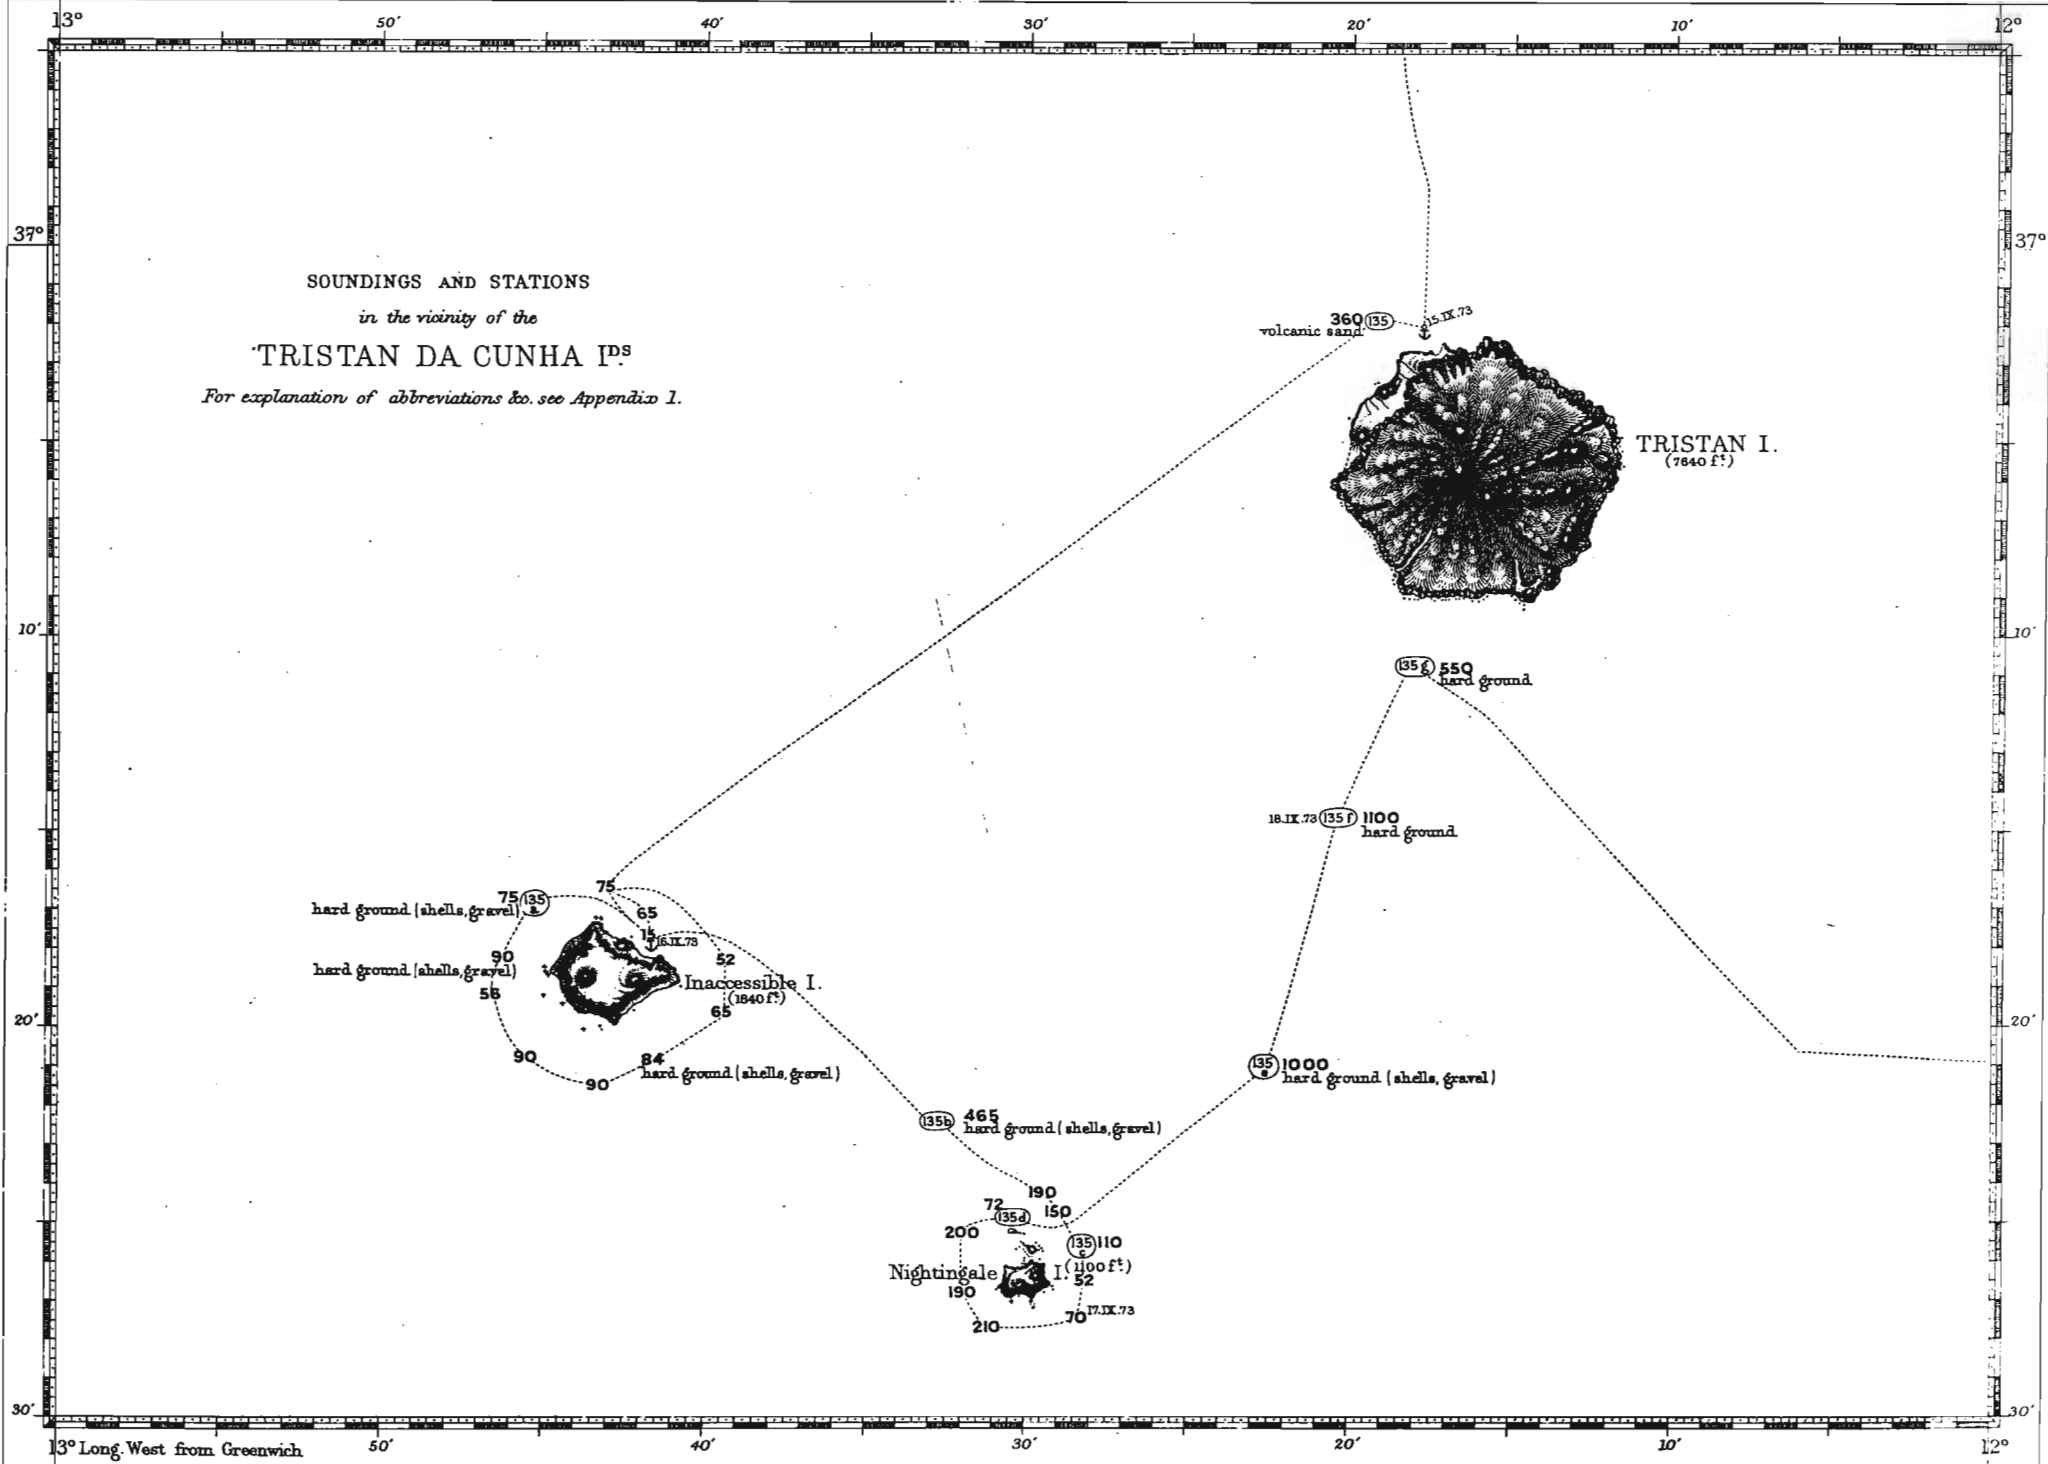 13° 50′ 40′ 30′ 20′ 10′ 12°
37° 37°
SOUNDINGS AND STATIONS
in the vicinity of the
TRISTAN DA CUNHA I.DS
For explanation of abbreviations &c. see Appendix 1.
15.IX.73
360 135
volcanic sand
TRISTAN I.
(7640 ft.)
10′ 10′
135g 550
hard ground
18.IX.73 135f 1100
hard ground
75
75 135
a
hard ground (shells, gravel)
65
15
16.IX.73
90
52
hard ground (shells, gravel)
56
Inaccessible I.
(1840 ft.)
65
20′ 20′
90
84
hard ground (shells, gravel)
90
135 1000
e
hard ground (shells, gravel)
135b 465
hard ground (shells, gravel)
190
72
150
135d
200
135 110
c
Nightingale I. (1100 ft.)
52
190
70 17.IX.73
210
30′ 30′
13° 50′ 40′ 30′ 20′ 10′ 12°
Long. West from Greenwich